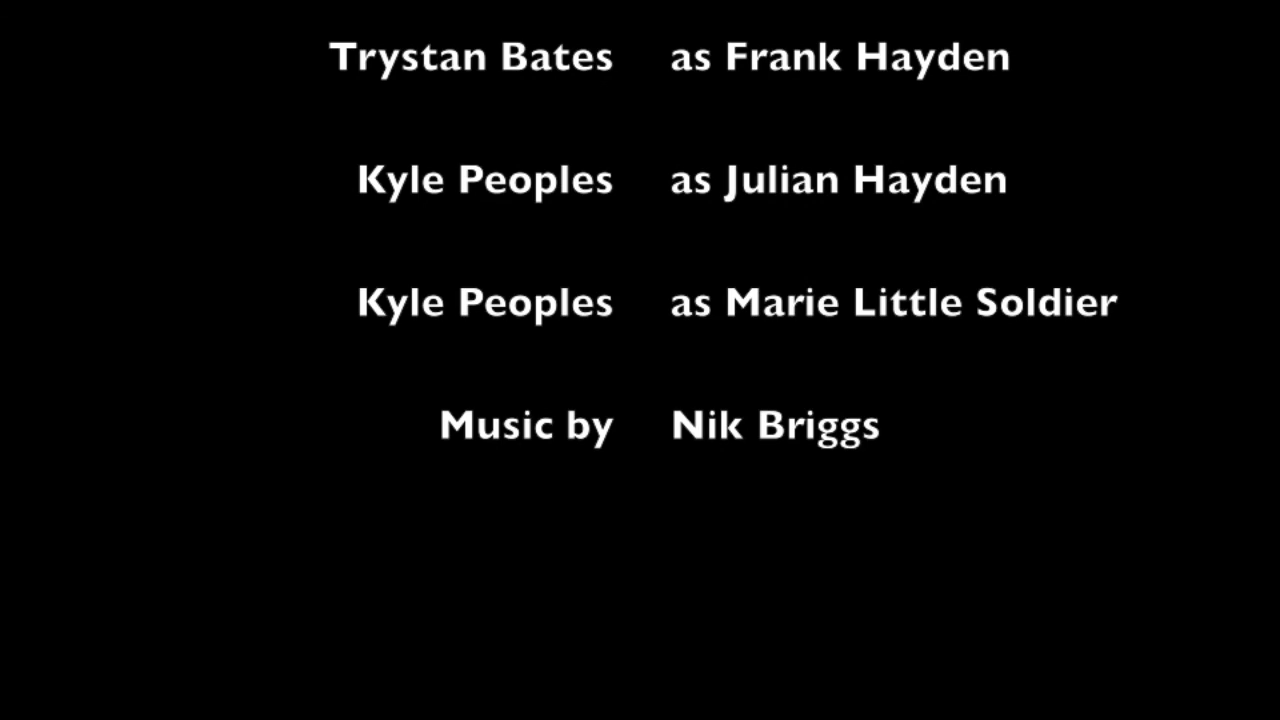 Trystan Bates as Frank Hayden
Kyle Peoples as Julian Hayden
Kyle Peoples as Marie Little Soldier
Music by Nik Briggs